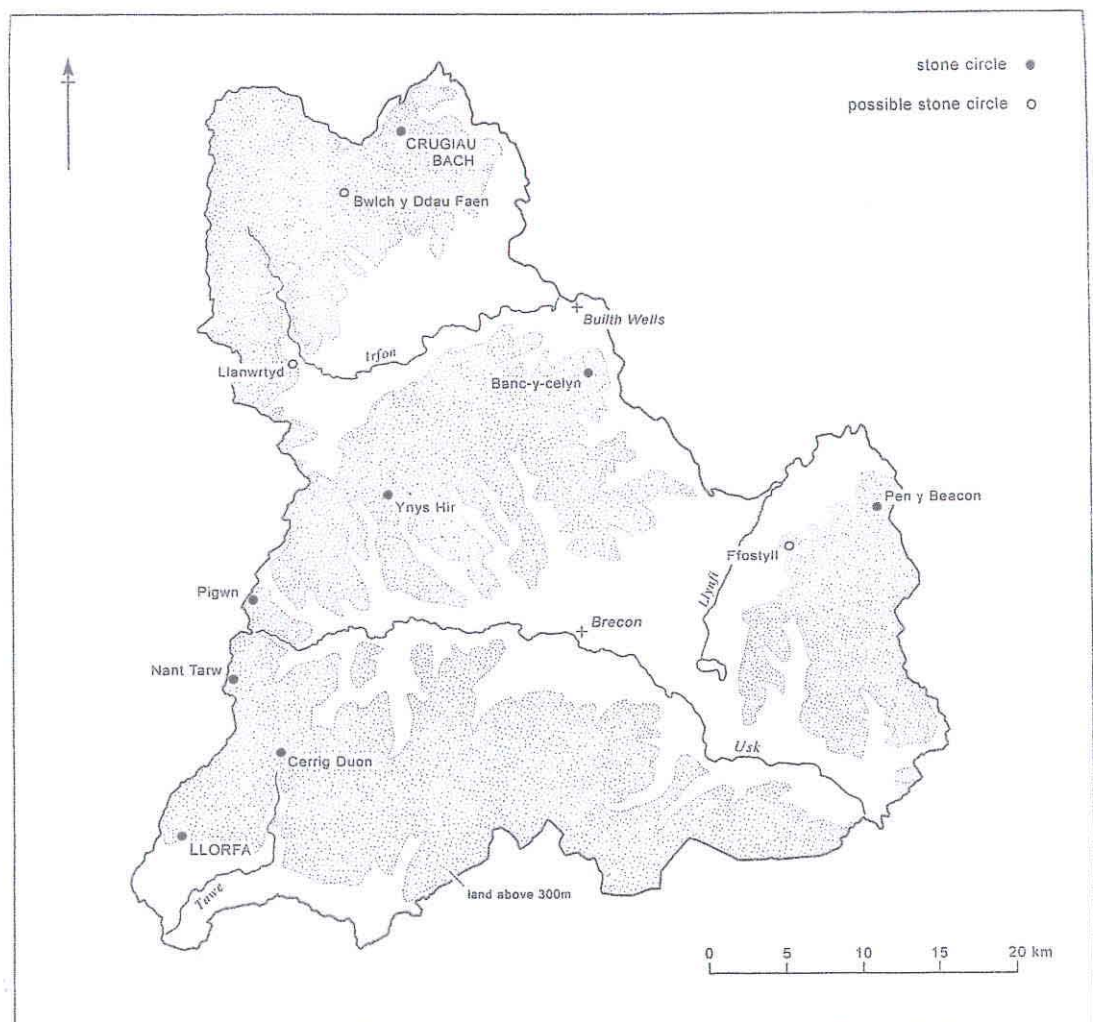 stone circle
possible stone circle
CRUGIAU
BACH
Bwlch y Ddau Faen
Builth Wells
Irfon
Llanwrtyd
Banc-y-celyn
Pen y Beacon
Ynys Hir
Ffostyll
Llynfi
Pigwn
Brecon
Nant Tarw
Usk
Cerrig Duon
LLORFA
Tawe
land above 300m
0 5 10 15 20 km